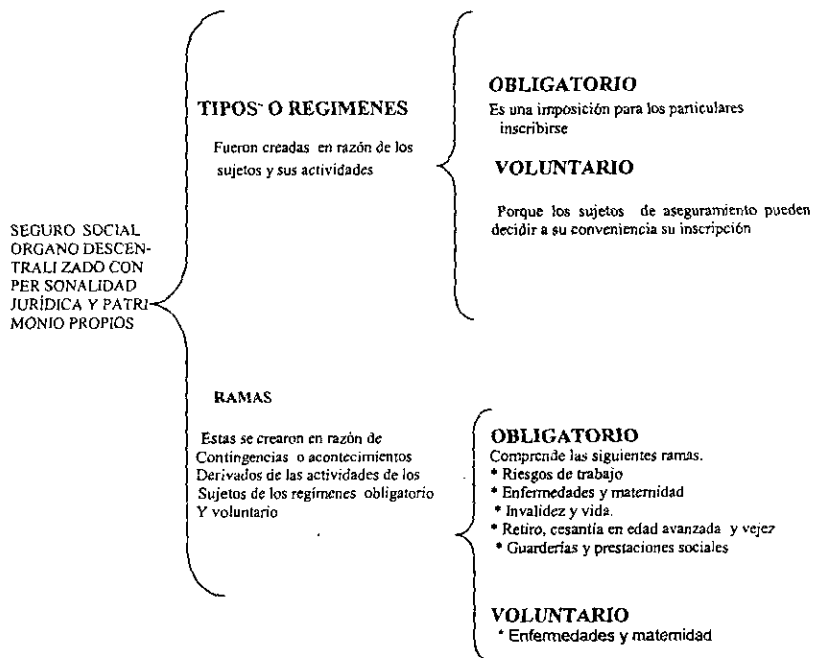 SEGURO SOCIAL
ORGANO DESCEN-
TRALI ZADO CON
PER SONALIDAD
JURÍDICA Y PATRI
MONIO PROPIOS
TIPOS- O REGIMENES
Fueron creadas en razón de los
sujetos y sus actividades
OBLIGATORIO
Es una imposición para los particulares
inscribirse
VOLUNTARIO
Porque los sujetos de aseguramiento pueden
decidir a su conveniencia su inscripción
RAMAS
Estas se crearon en razón de
Contingencias o acontecimientos
Derivados de las actividades de los
Sujetos de los regímenes obligatorio
Y voluntario
OBLIGATORIO
Comprende las siguientes ramas.
* Riesgos de trabajo
* Enfermedades y maternidad
* Invalidez y vida.
* Retiro, cesantía en edad avanzada y vejez
* Guarderías y prestaciones sociales
VOLUNTARIO
* Enfermedades y maternidad